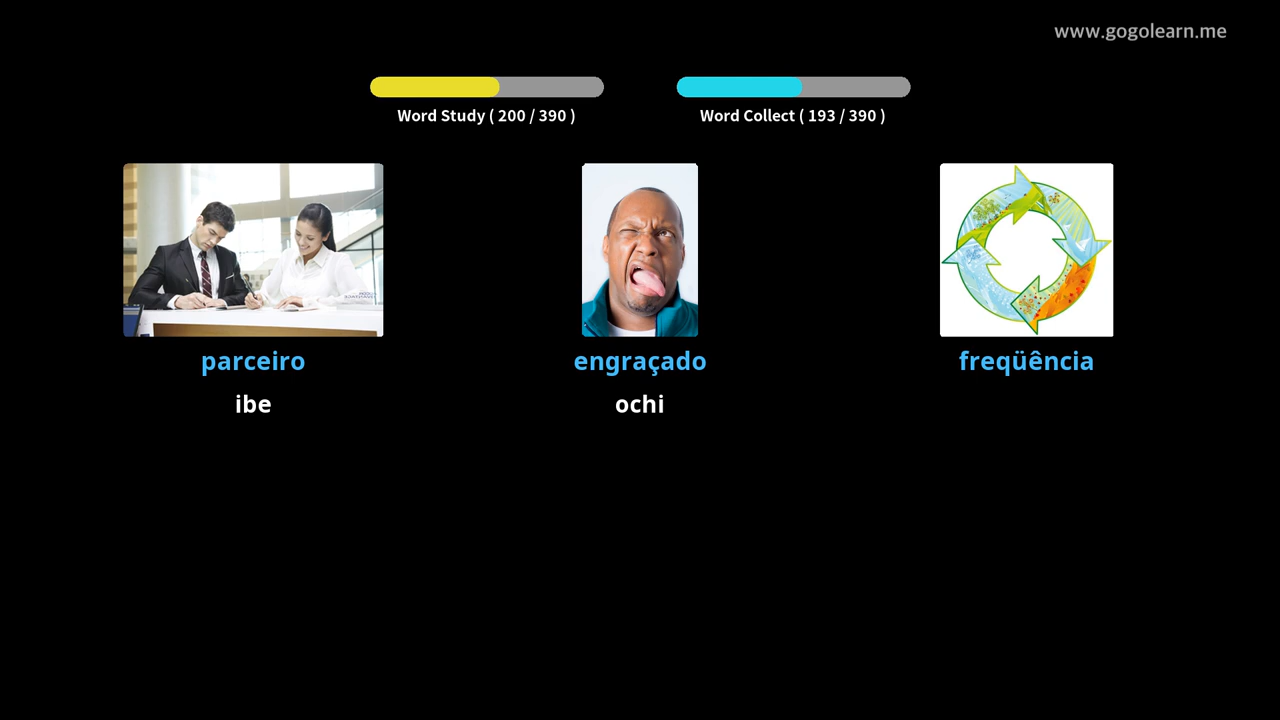 www.gogolearn.me
Word Study ( 200 / 390 )
Word Collect ( 193 / 390 )
parceiro
engraçado
freqüência
ibe
ochi